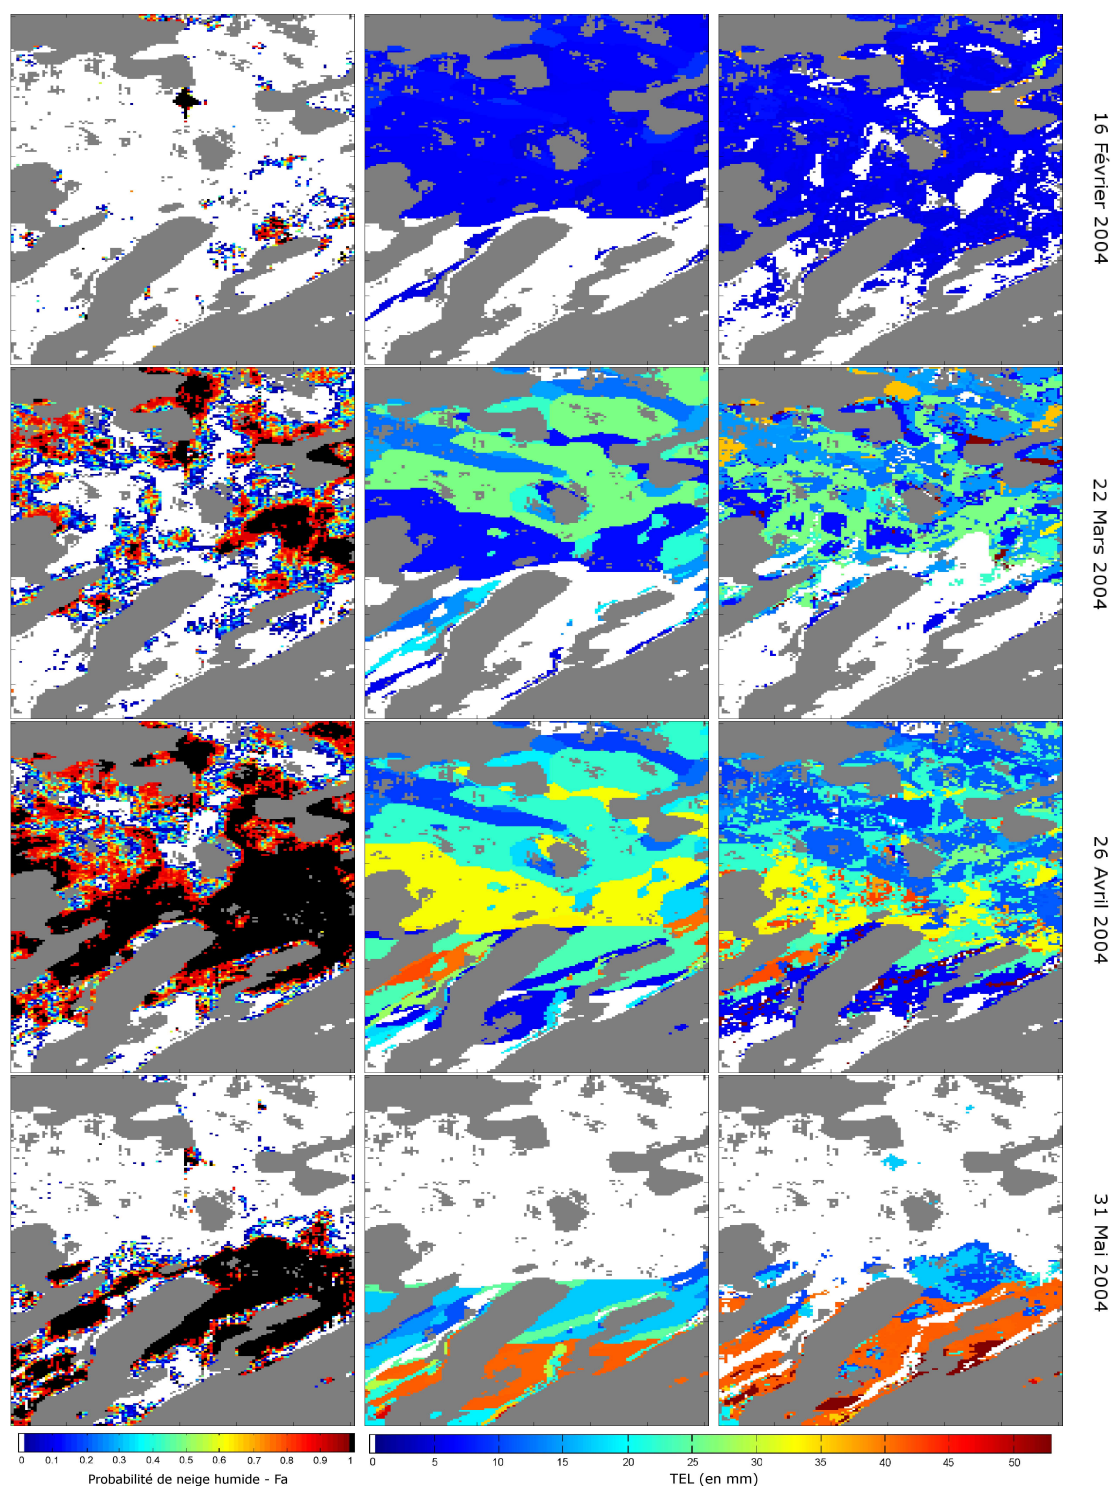 16 Février 2004
22 Mars 2004
26 Avril 2004
31 Mai 2004
0 0.1 0.2 0.3 0.4 0.5 0.6 0.7 0.8 0.9 1
Probabilité de neige humide - Fa
0 5 10 15 20 25 30 35 40 45 50
TEL (en mm)